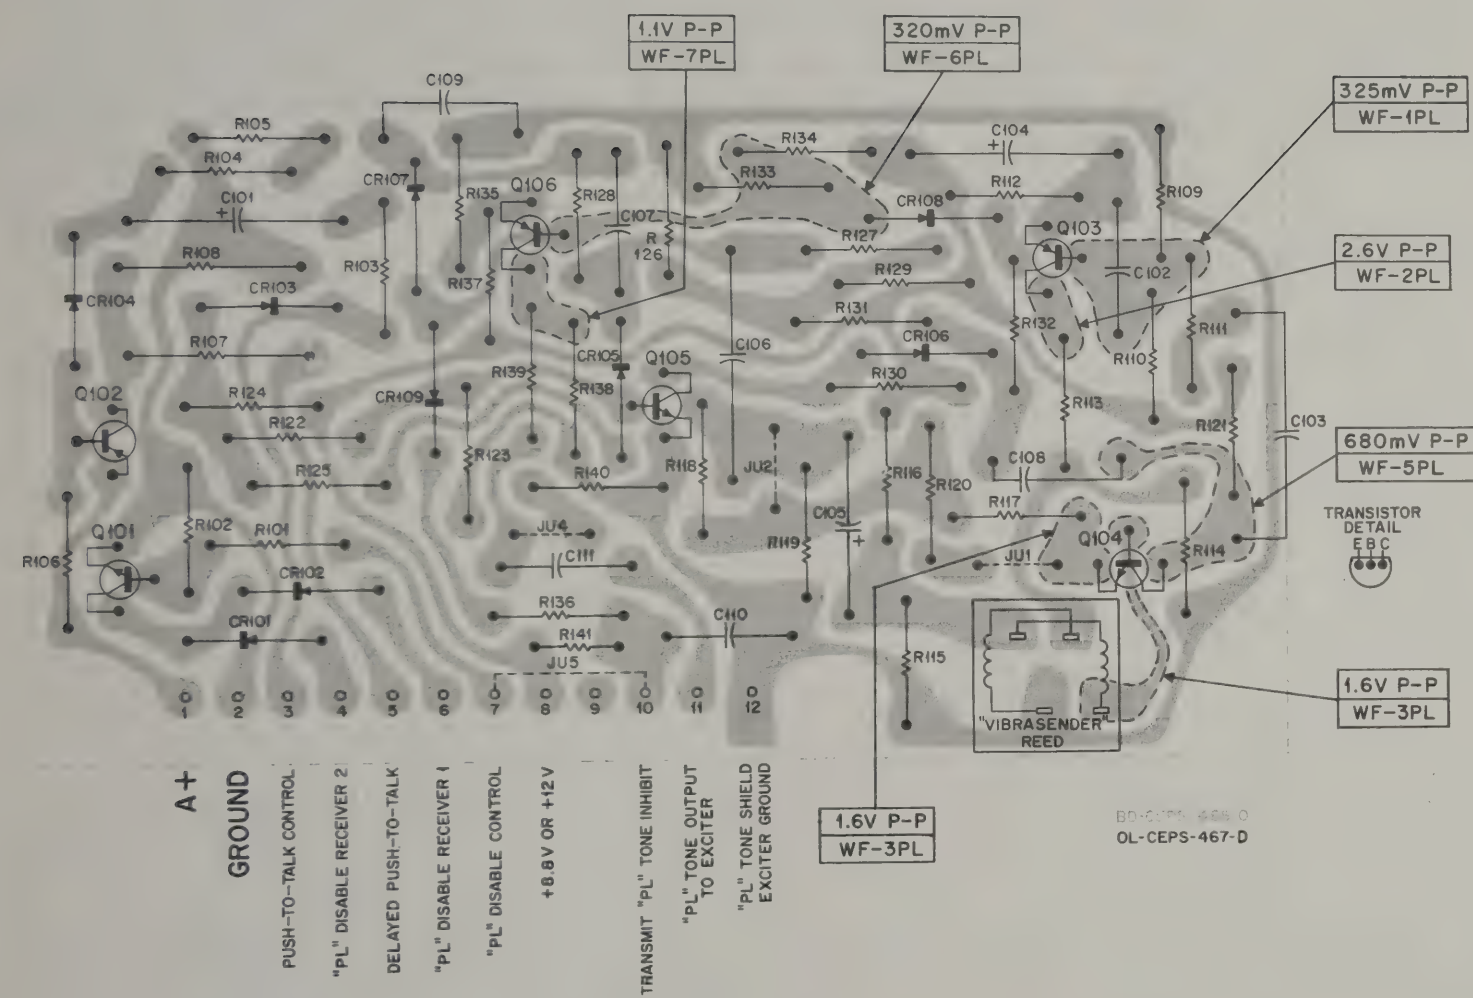 1.1V P-P
WF-7PL
320mV P-P
WF-6PL
325mV P-P
WF-1PL
2.6V P-P
WF-2PL
680mV P-P
WF-5PL
TRANSISTOR
DETAIL
E B C
1.6V P-P
WF-3PL
1.6V P-P
WF-3PL
C109
R105
R104
C101
R108
CR103
CR104
R107
R103
CR107
R135
Q106
R137
R128
C107
R
126
R133
R134
C104
R112
CR108
R127
R129
R131
CR106
R130
Q103
C102
R109
R132
R110
R111
R113
R121
C103
Q102
R124
R122
R125
CR109
R123
R139
R138
CR105
Q105
C106
R140
R118
JU2
C105
R116
R120
C108
R117
Q104
JU1
R114
R119
R106
Q101
R102
R101
CR102
CR101
JU4
C111
R136
R141
JU5
C110
R115
"VIBRASENDER"
REED
1
2
3
4
5
6
7
8
9
10
11
12
A+
GROUND
PUSH-TO-TALK CONTROL
"PL" DISABLE RECEIVER 2
DELAYED PUSH-TO-TALK
"PL" DISABLE RECEIVER 1
"PL" DISABLE CONTROL
+8.8V OR +12V
TRANSMIT "PL" TONE INHIBIT
"PL" TONE OUTPUT
TO EXCITER
"PL" TONE SHIELD
EXCITER GROUND
OL-CEPS-467-D